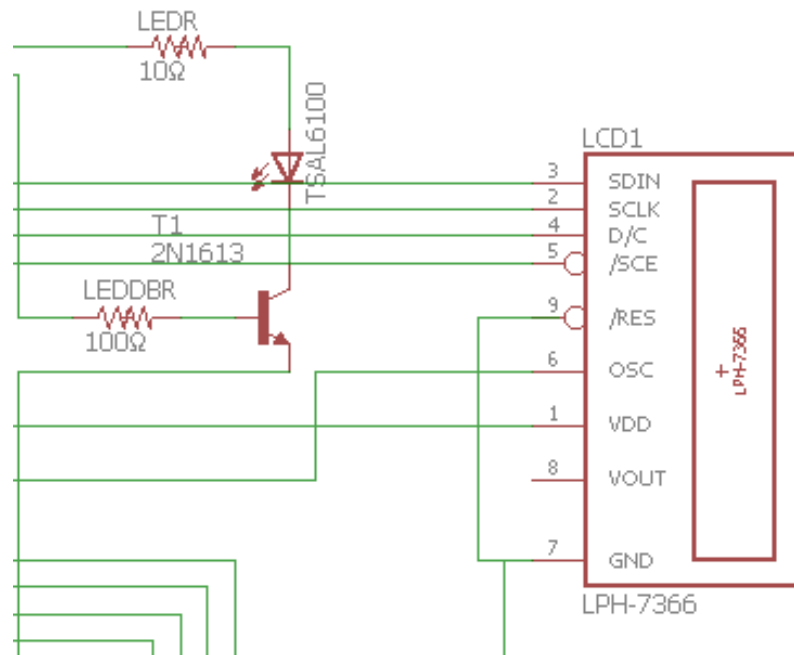 LEDR
10Ω
TSAL6100
T1
2N1613
LEDDBR
100Ω
LCD1
3 SDIN
2 SCLK
4 D/C
5 /SCE
9 /RES
6 OSC
1 VDD
8 VOUT
7 GND
+
LPH-7366
LPH-7366